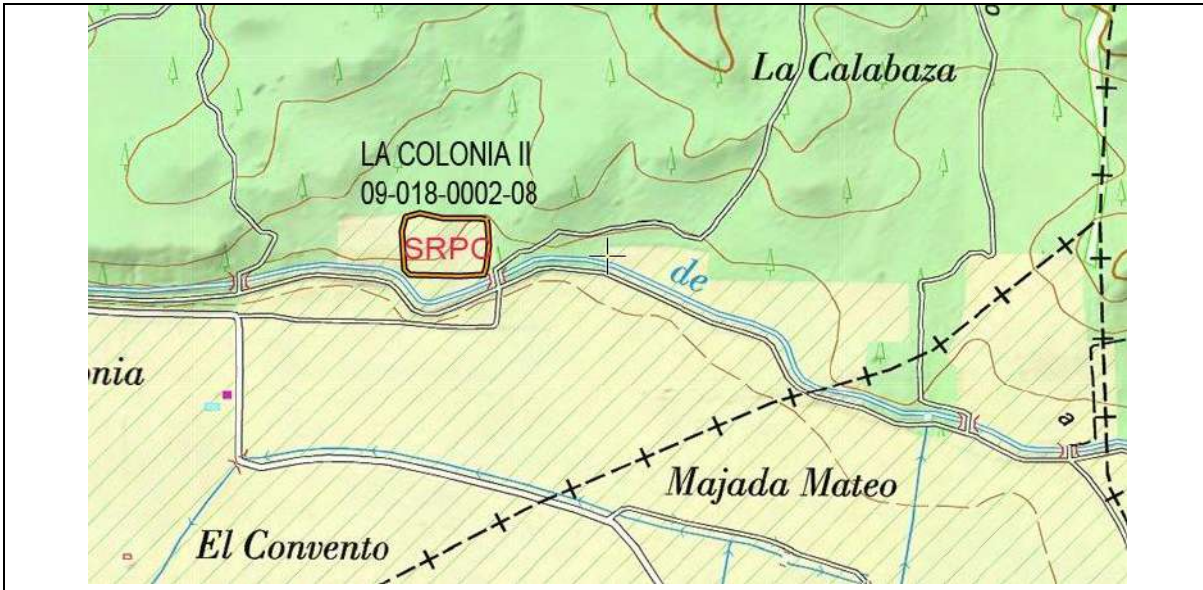 La Calabaza
LA COLONIA II
09-018-0002-08
SRPC
de
onia
a
Majada Mateo
El Convento